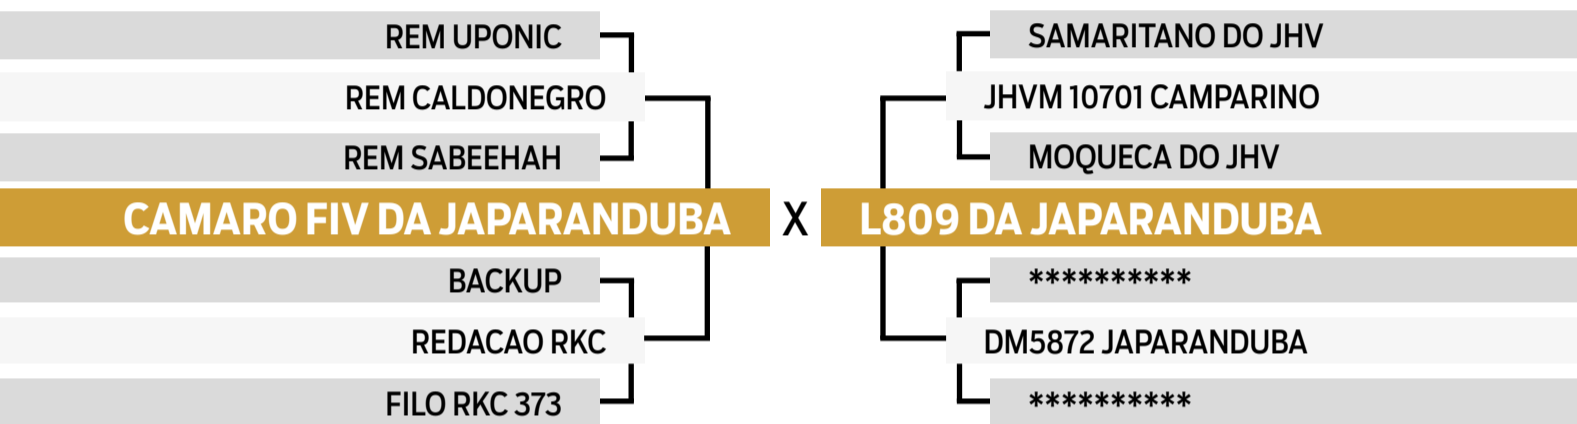 REM UPONIC
SAMARITANO DO JHV
REM CALDONEGRO
JHVM 10701 CAMPARINO
REM SABEEHAH
MOQUECA DO JHV
CAMARO FIV DA JAPARANDUBA X L809 DA JAPARANDUBA
BACKUP
**********
REDACAO RKC
DM5872 JAPARANDUBA
FILO RKC 373
**********